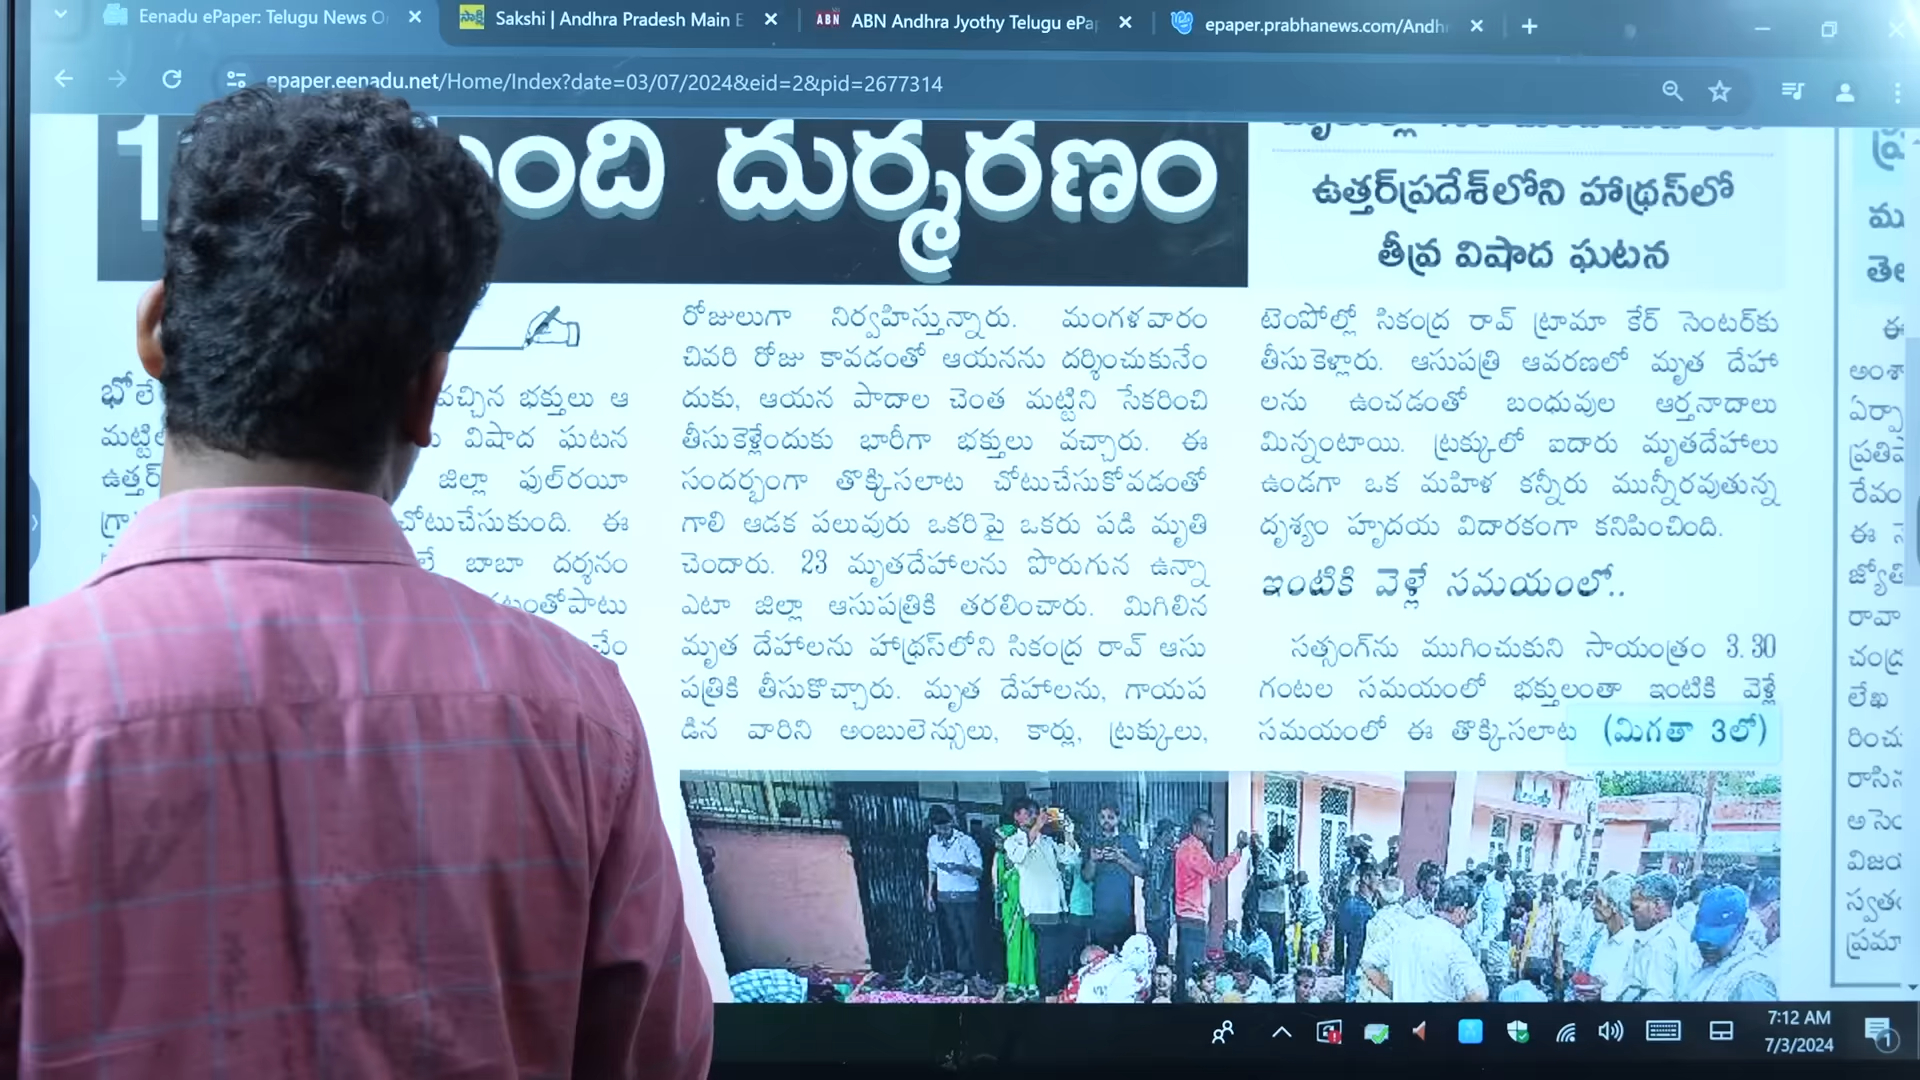 Eenadu ePaper: Telugu News O
Sakshi | Andhra Pradesh Main E
ABN Andhra Jyothy Telugu ePa
epaper.prabhanews.com/Andh
epaper.eenadu.net/Home/Index?date=03/07/2024&eid=2&pid=2677314
దుర్మరణం
ఉత్తర్‌ప్రదేశ్‌లోని హాథ్రస్‌లో
తీవ్ర విషాద ఘటన
వచ్చిన భక్తులు ఆ
విషాద ఘటన
జిల్లా ఫుల్‌రయీ
చోటుచేసుకుంది. ఈ
బాబా దర్శనం
రోజులుగా నిర్వహిస్తున్నారు. మంగళవారం
చివరి రోజు కావడంతో ఆయనను దర్శించుకునేం
దుకు, ఆయన పాదాల చెంత మట్టిని సేకరించి
తీసుకెళ్లేందుకు భారీగా భక్తులు వచ్చారు. ఈ
సందర్భంగా తొక్కిసలాట చోటుచేసుకోవడంతో
గాలి ఆడక పలువురు ఒకరిపై ఒకరు పడి మృతి
చెందారు. 23 మృతదేహాలను పొరుగున ఉన్నా
ఎటా జిల్లా ఆసుపత్రికి తరలించారు. మిగిలిన
మృత దేహాలను హాథ్రస్‌లోని సికంద్ర రావ్ ఆసు
పత్రికి తీసుకొచ్చారు. మృత దేహాలను, గాయప
డిన వారిని అంబులెన్సులు, కార్లు, ట్రక్కులు,
టెంపోల్లో సికంద్ర రావ్ ట్రామా కేర్ సెంటర్‌కు
తీసుకెళ్లారు. ఆసుపత్రి ఆవరణలో మృత దేహా
లను ఉంచడంతో బంధువుల ఆర్తనాదాలు
మిన్నంటాయి. ట్రక్కులో ఐదారు మృతదేహాలు
ఉండగా ఒక మహిళ కన్నీరు మున్నీరవుతున్న
దృశ్యం హృదయ విదారకంగా కనిపించింది.
ఇంటికి వెళ్లే సమయంలో..
సత్సంగ్‌ను ముగించుకుని సాయంత్రం 3.30
గంటల సమయంలో భక్తులంతా ఇంటికి వెళ్లే
సమయంలో ఈ తొక్కిసలాట (మిగతా 3లో)
7:12 AM
7/3/2024